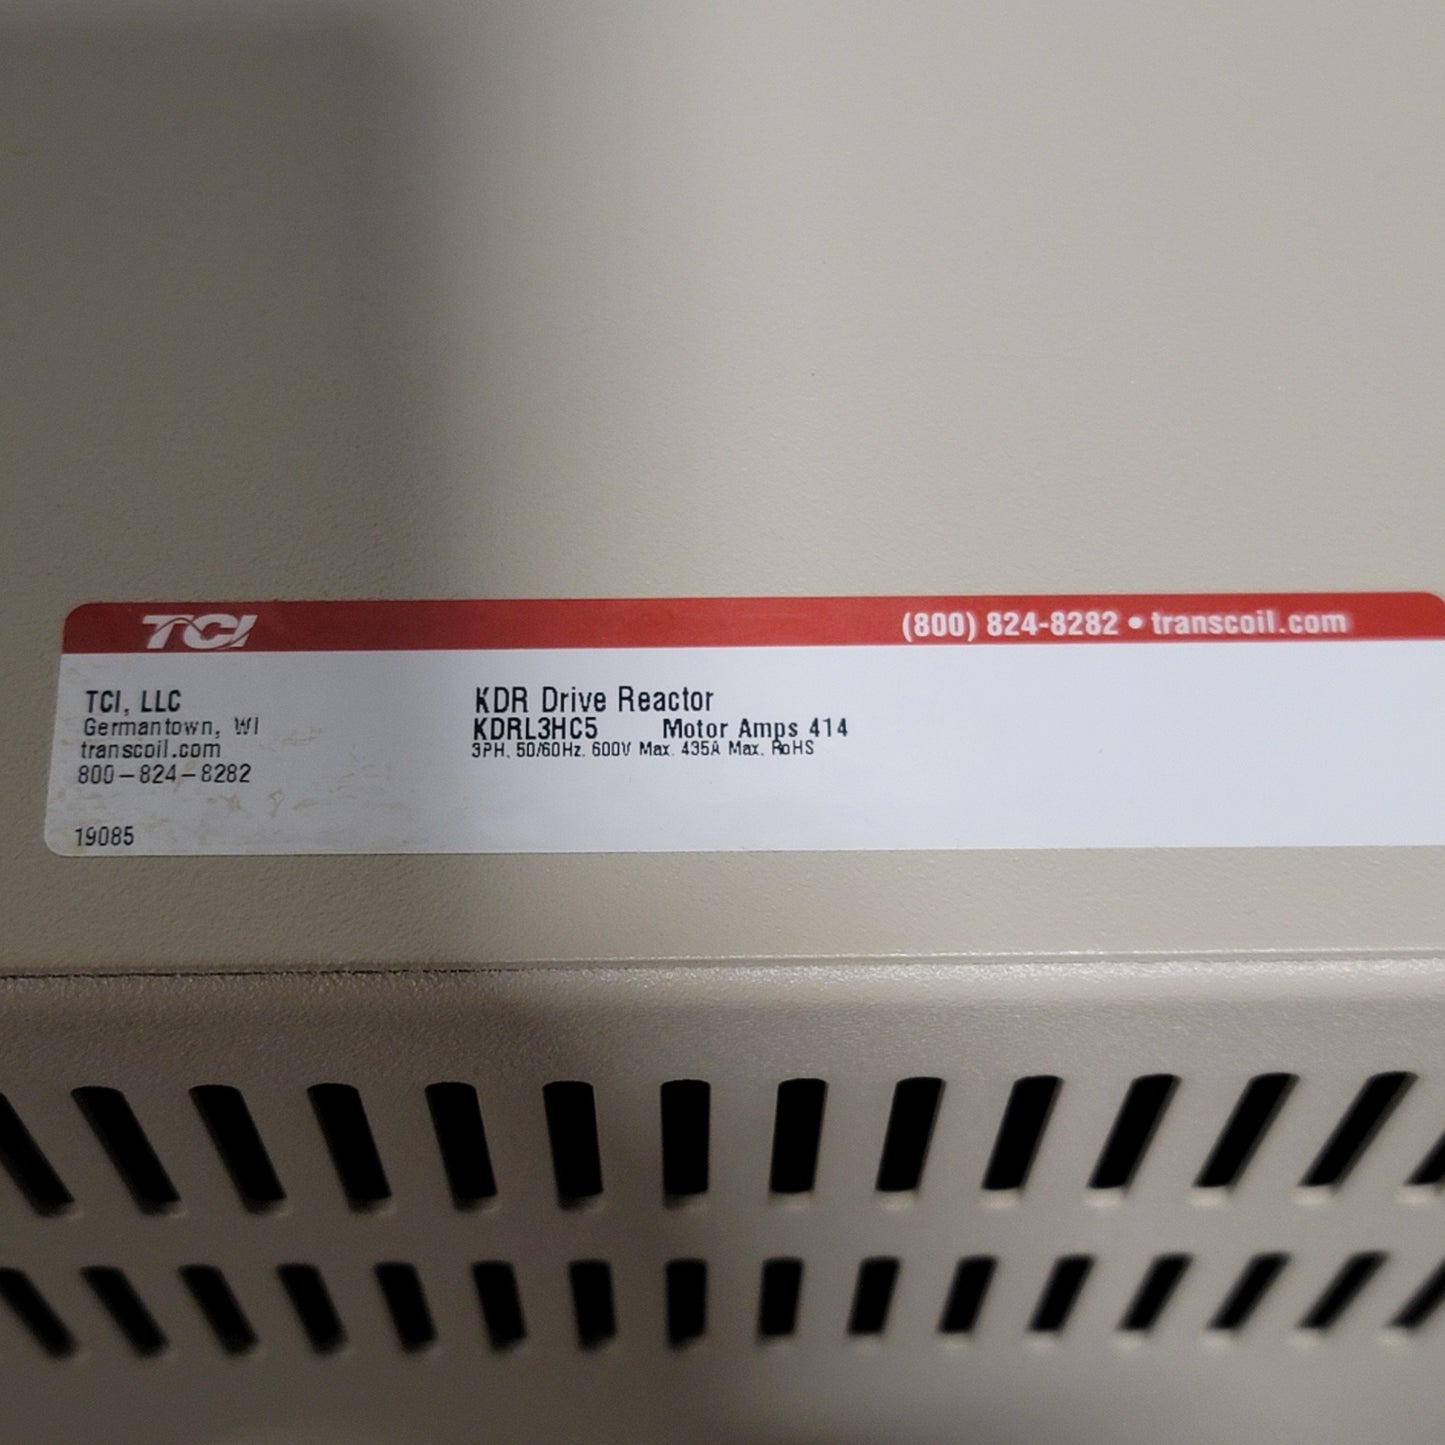 TCI (800) 824-8282 • transcoil.com
TCI, LLC
Germantown, WI
transcoil.com
800-824-8282
19085
KDR Drive Reactor
KDRL3HC5 Motor Amps 414
3PH, 50/60Hz, 600V Max. 435A Max. RoHS